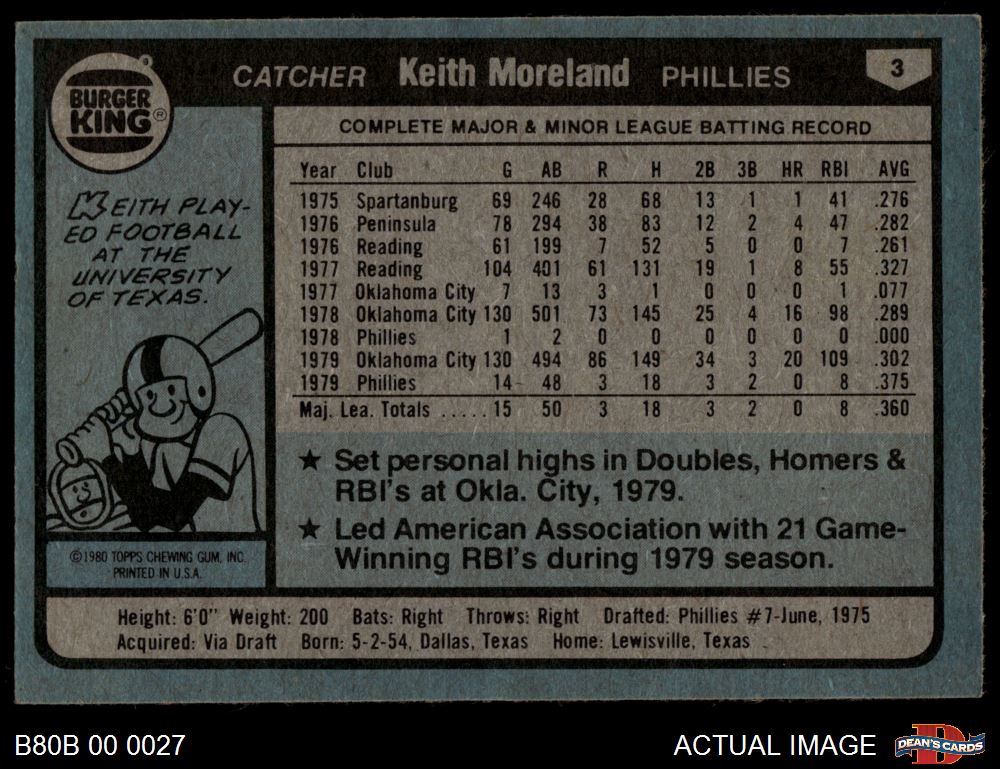 BURGER
KING®
CATCHER Keith Moreland PHILLIES 3
COMPLETE MAJOR & MINOR LEAGUE BATTING RECORD
Year Club G AB R H 2B 3B HR RBI AVG
1975 Spartanburg 69 246 28 68 13 1 1 41 .276
1976 Peninsula 78 294 38 83 12 2 4 47 .282
1976 Reading 61 199 7 52 5 0 0 7 .261
1977 Reading 104 401 61 131 19 1 8 55 .327
1977 Oklahoma City 7 13 3 1 0 0 0 1 .077
1978 Oklahoma City 130 501 73 145 25 4 16 98 .289
1978 Phillies 1 2 0 0 0 0 0 0 .000
1979 Oklahoma City 130 494 86 149 34 3 20 109 .302
1979 Phillies 14 48 3 18 3 2 0 8 .375
Maj. Lea. Totals ..... 15 50 3 18 3 2 0 8 .360
KEITH PLAY-
ED FOOTBALL
AT THE
UNIVERSITY
OF TEXAS.
★ Set personal highs in Doubles, Homers &
RBI's at Okla. City, 1979.
★ Led American Association with 21 Game-
Winning RBI's during 1979 season.
©1980 TOPPS CHEWING GUM, INC.
PRINTED IN U.S.A.
Height: 6'0" Weight: 200 Bats: Right Throws: Right Drafted: Phillies #7-June, 1975
Acquired: Via Draft Born: 5-2-54, Dallas, Texas Home: Lewisville, Texas
B80B 00 0027 ACTUAL IMAGE DEAN'S CARDS